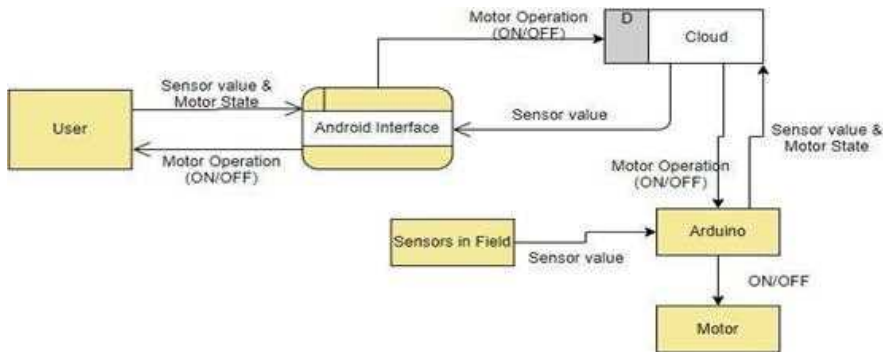 Motor Operation
(ON/OFF)
D
Cloud
Sensor value &
Motor State
User
Android Interface
Sensor value
Motor Operation
(ON/OFF)
Sensor value &
Motor State
Motor Operation
(ON/OFF)
Sensors in Field
Sensor value
Arduino
ON/OFF
Motor